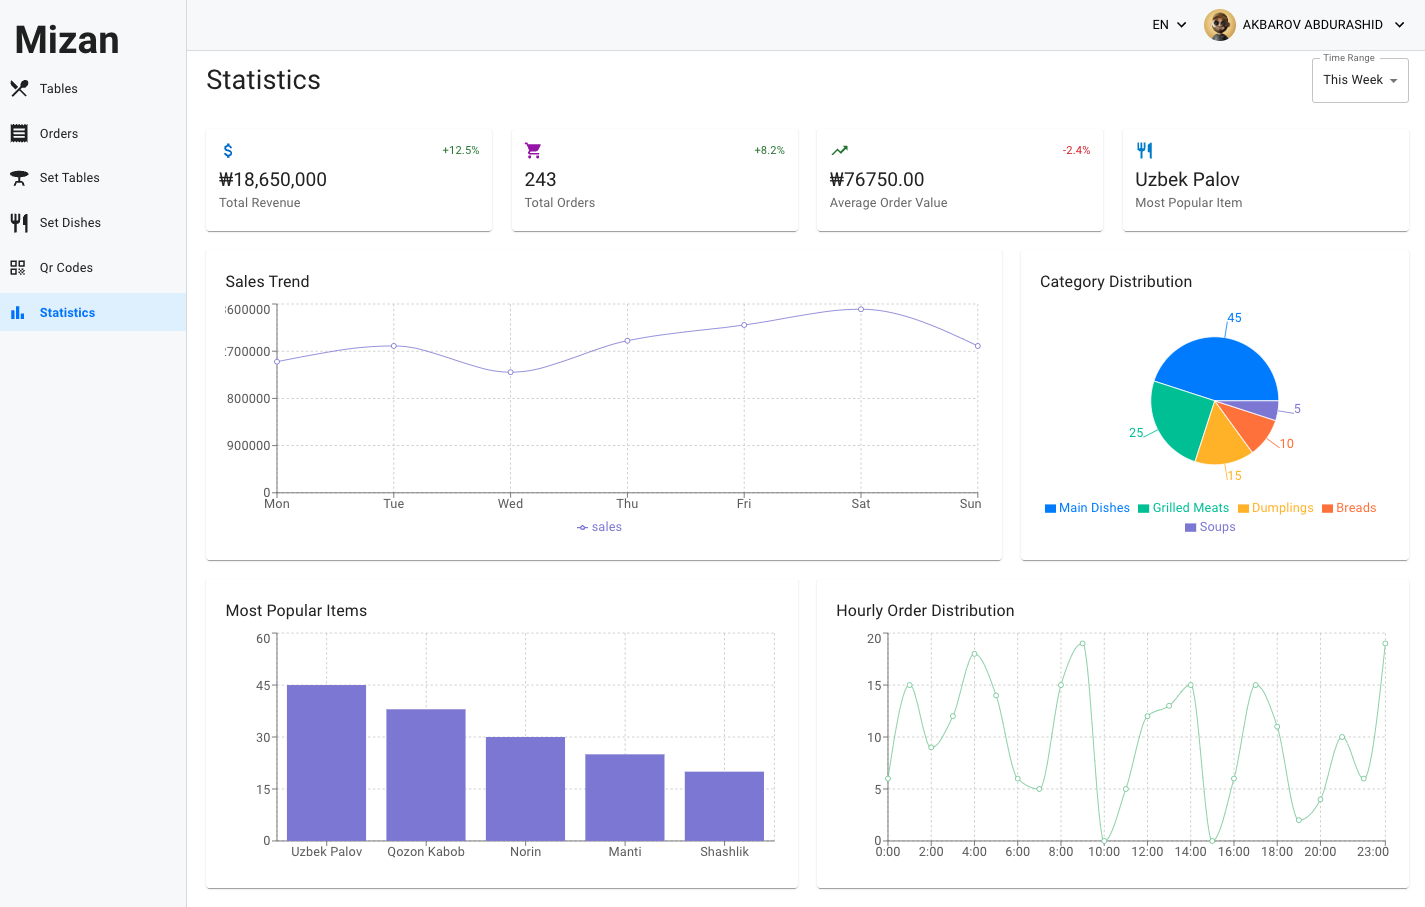 Mizan
EN
AKBAROV ABDURASHID
Tables
Orders
Set Tables
Set Dishes
Qr Codes
Statistics
Statistics
Time Range
This Week
+12.5%
₩18,650,000
Total Revenue
+8.2%
243
Total Orders
-2.4%
₩76750.00
Average Order Value
Uzbek Palov
Most Popular Item
Sales Trend
3600000
2700000
800000
900000
0
Mon Tue Wed Thu Fri Sat Sun
sales
Category Distribution
45
25
15
10
5
Main Dishes Grilled Meats Dumplings Breads
Soups
Most Popular Items
60
45
30
15
0
Uzbek Palov Qozon Kabob Norin Manti Shashlik
Hourly Order Distribution
20
15
10
5
0
0:00 2:00 4:00 6:00 8:00 10:00 12:00 14:00 16:00 18:00 20:00 23:00